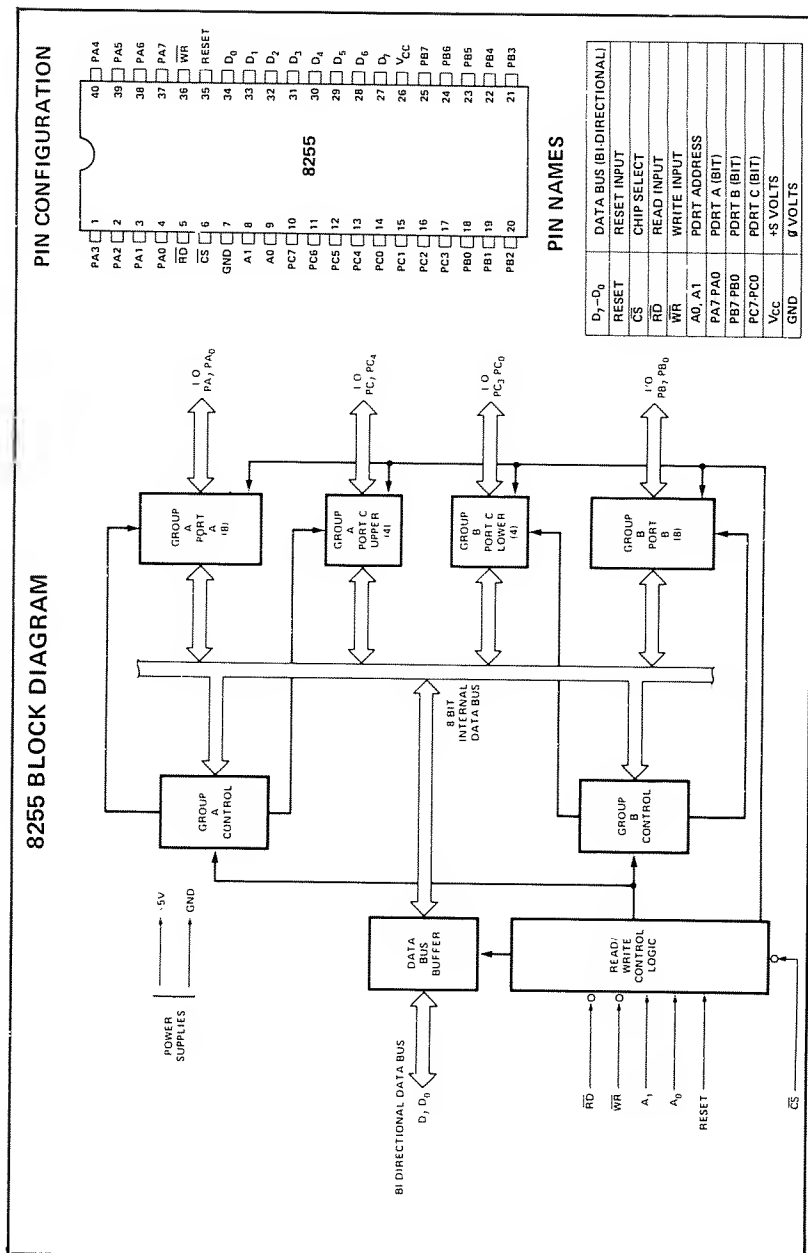 8255 BLOCK DIAGRAM
POWER
SUPPLIES
+5V
GND
BI DIRECTIONAL DATA BUS
D7 D0
DATA
BUS
BUFFER
RD
WR
A1
A0
RESET
CS
READ/
WRITE
CONTROL
LOGIC
GROUP
A
CONTROL
GROUP
B
CONTROL
8 BIT
INTERNAL
DATA BUS
GROUP
A
PORT
A
(8)
GROUP
A
PORT C
UPPER
(4)
GROUP
B
PORT C
LOWER
(4)
GROUP
B
PORT
B
(8)
I O
PA7 PA0
I O
PC7 PC4
I O
PC3 PC0
I/O
PB7 PB0
PIN CONFIGURATION
PA3 1 40 PA4
PA2 2 39 PA5
PA1 3 38 PA6
PA0 4 37 PA7
RD 5 36 WR
CS 6 35 RESET
GND 7 34 D0
A1 8 33 D1
A0 9 32 D2
PC7 10 31 D3
PC6 11 30 D4
PC5 12 29 D5
PC4 13 28 D6
PC0 14 27 D7
PC1 15 26 VCC
PC2 16 25 PB7
PC3 17 24 PB6
PB0 18 23 PB5
PB1 19 22 PB4
PB2 20 21 PB3
8255
PIN NAMES
D7-D0 DATA BUS (BI-DIRECTIONAL)
RESET RESET INPUT
CS CHIP SELECT
RD READ INPUT
WR WRITE INPUT
A0, A1 PORT ADDRESS
PA7 PA0 PORT A (BIT)
PB7 PB0 PORT B (BIT)
PC7-PC0 PORT C (BIT)
VCC +5 VOLTS
GND 0 VOLTS